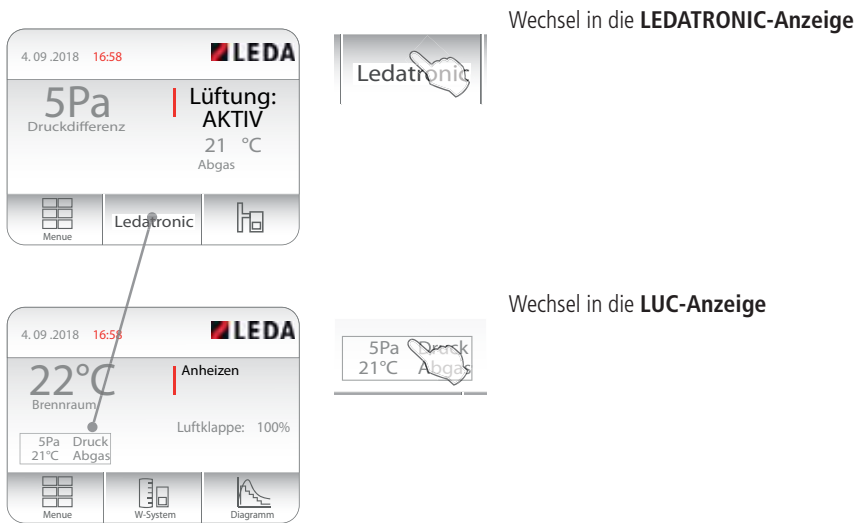 Wechsel in die LEDATRONIC-Anzeige
4. 09 .2018 16:58
LEDA
5Pa
Druckdifferenz
Lüftung:
AKTIV
21 °C
Abgas
Menue
Ledatronic
Ledatronic
Wechsel in die LUC-Anzeige
4. 09 .2018 16:58
LEDA
22°C
Brennraum
Anheizen
Luftklappe: 100%
5Pa Druck
21°C Abgas
Menue
W-System
Diagramm
5Pa Druck
21°C Abgas